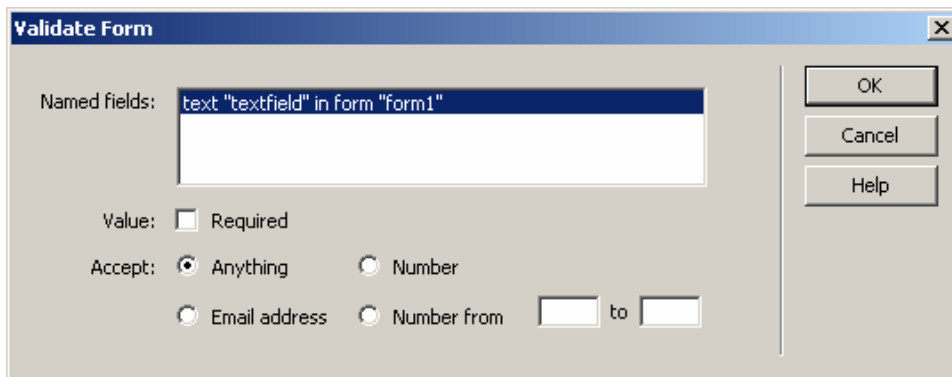 Validate Form
Named fields: text "textfield" in form "form1"
OK
Cancel
Help
Value: Required
Accept: Anything Number
Email address Number from to